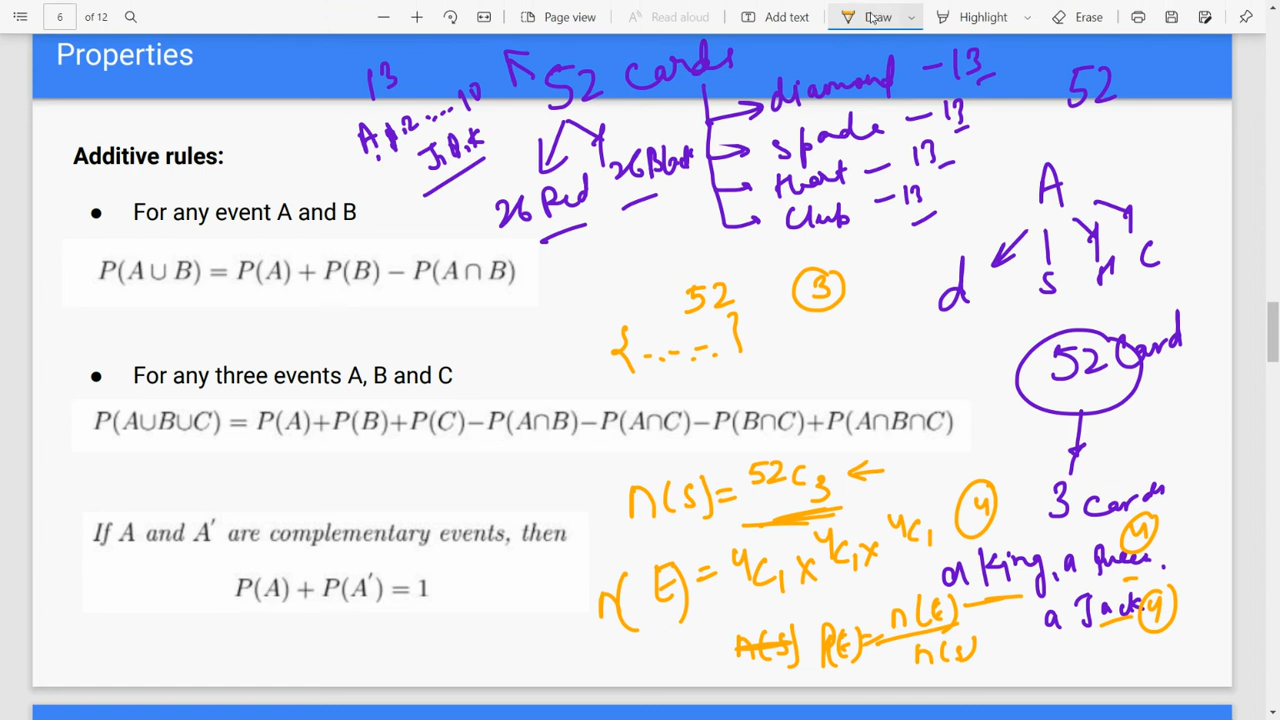 6 of 12 Page view Read aloud Add text Draw Highlight Erase
Properties
13
52 cards
diamond - 13
52
A, 2 .... 10
J, Q, K
26 Red
26 Black
Spade - 13
Heart - 13
Club - 13
A
d S H C
Additive rules:
● For any event A and B
P(A ∪ B) = P(A) + P(B) − P(A ∩ B)
52 3
{......}
52 Card
● For any three events A, B and C
P(A∪B∪C) = P(A)+P(B)+P(C)−P(A∩B)−P(A∩C)−P(B∩C)+P(A∩B∩C)
n(S) = 52C3 ←
3 cards
a King, a Queen.
a Jack
4
4
4
If A and A′ are complementary events, then
P(A) + P(A′) = 1
n(E) = 4C1 × 4C1 × 4C1
n(S) P(E) = n(E)
n(S)